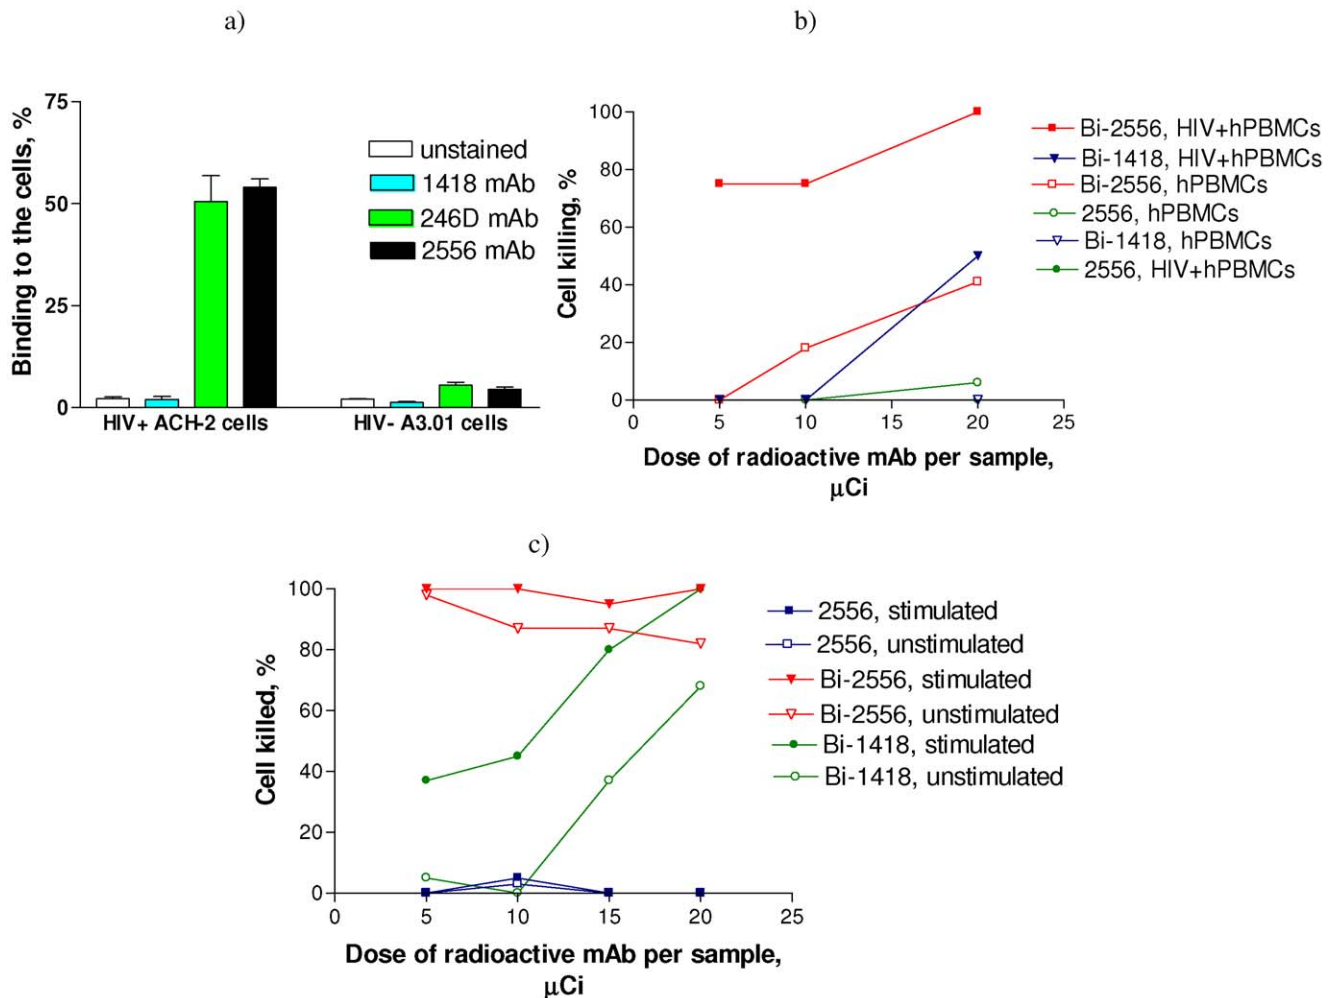 a)
Binding to the cells, %
75
50
25
0
unstained
1418 mAb
246D mAb
2556 mAb
HIV+ ACH-2 cells
HIV- A3.01 cells
b)
Cell killing, %
100
80
60
40
20
0
0 5 10 15 20 25
Dose of radioactive mAb per sample,
μCi
Bi-2556, HIV+hPBMCs
Bi-1418, HIV+hPBMCs
Bi-2556, hPBMCs
2556, hPBMCs
Bi-1418, hPBMCs
2556, HIV+hPBMCs
c)
Cell killed, %
100
80
60
40
20
0
0 5 10 15 20 25
Dose of radioactive mAb per sample,
μCi
2556, stimulated
2556, unstimulated
Bi-2556, stimulated
Bi-2556, unstimulated
Bi-1418, stimulated
Bi-1418, unstimulated